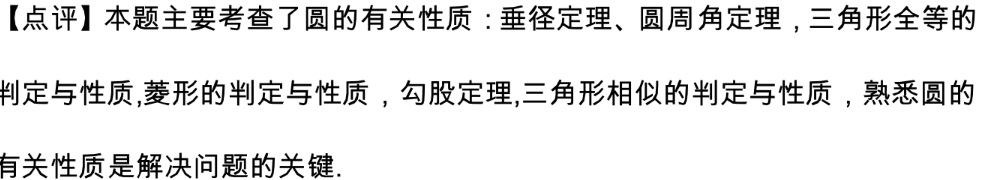 【点评】本题主要考查了圆的有关性质：垂径定理、圆周角定理，三角形全等的
判定与性质,菱形的判定与性质，勾股定理,三角形相似的判定与性质，熟悉圆的
有关性质是解决问题的关键.